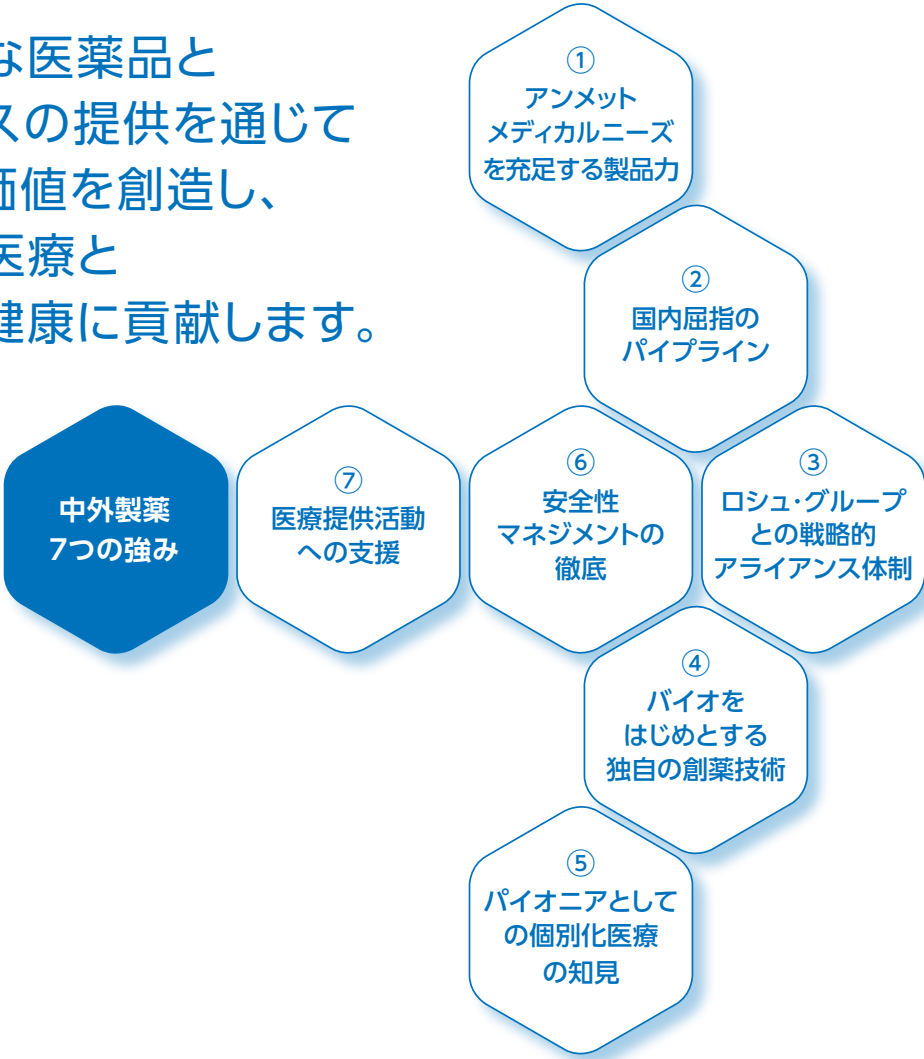 な医薬品と
スの提供を通じて
価値を創造し、
医療と
健康に貢献します。
①
アンメット
メディカルニーズ
を充足する製品力
②
国内屈指の
パイプライン
中外製薬
7つの強み
⑦
医療提供活動
への支援
⑥
安全性
マネジメントの
徹底
③
ロシュ・グループ
との戦略的
アライアンス体制
④
バイオを
はじめとする
独自の創薬技術
⑤
パイオニアとして
の個別化医療
の知見